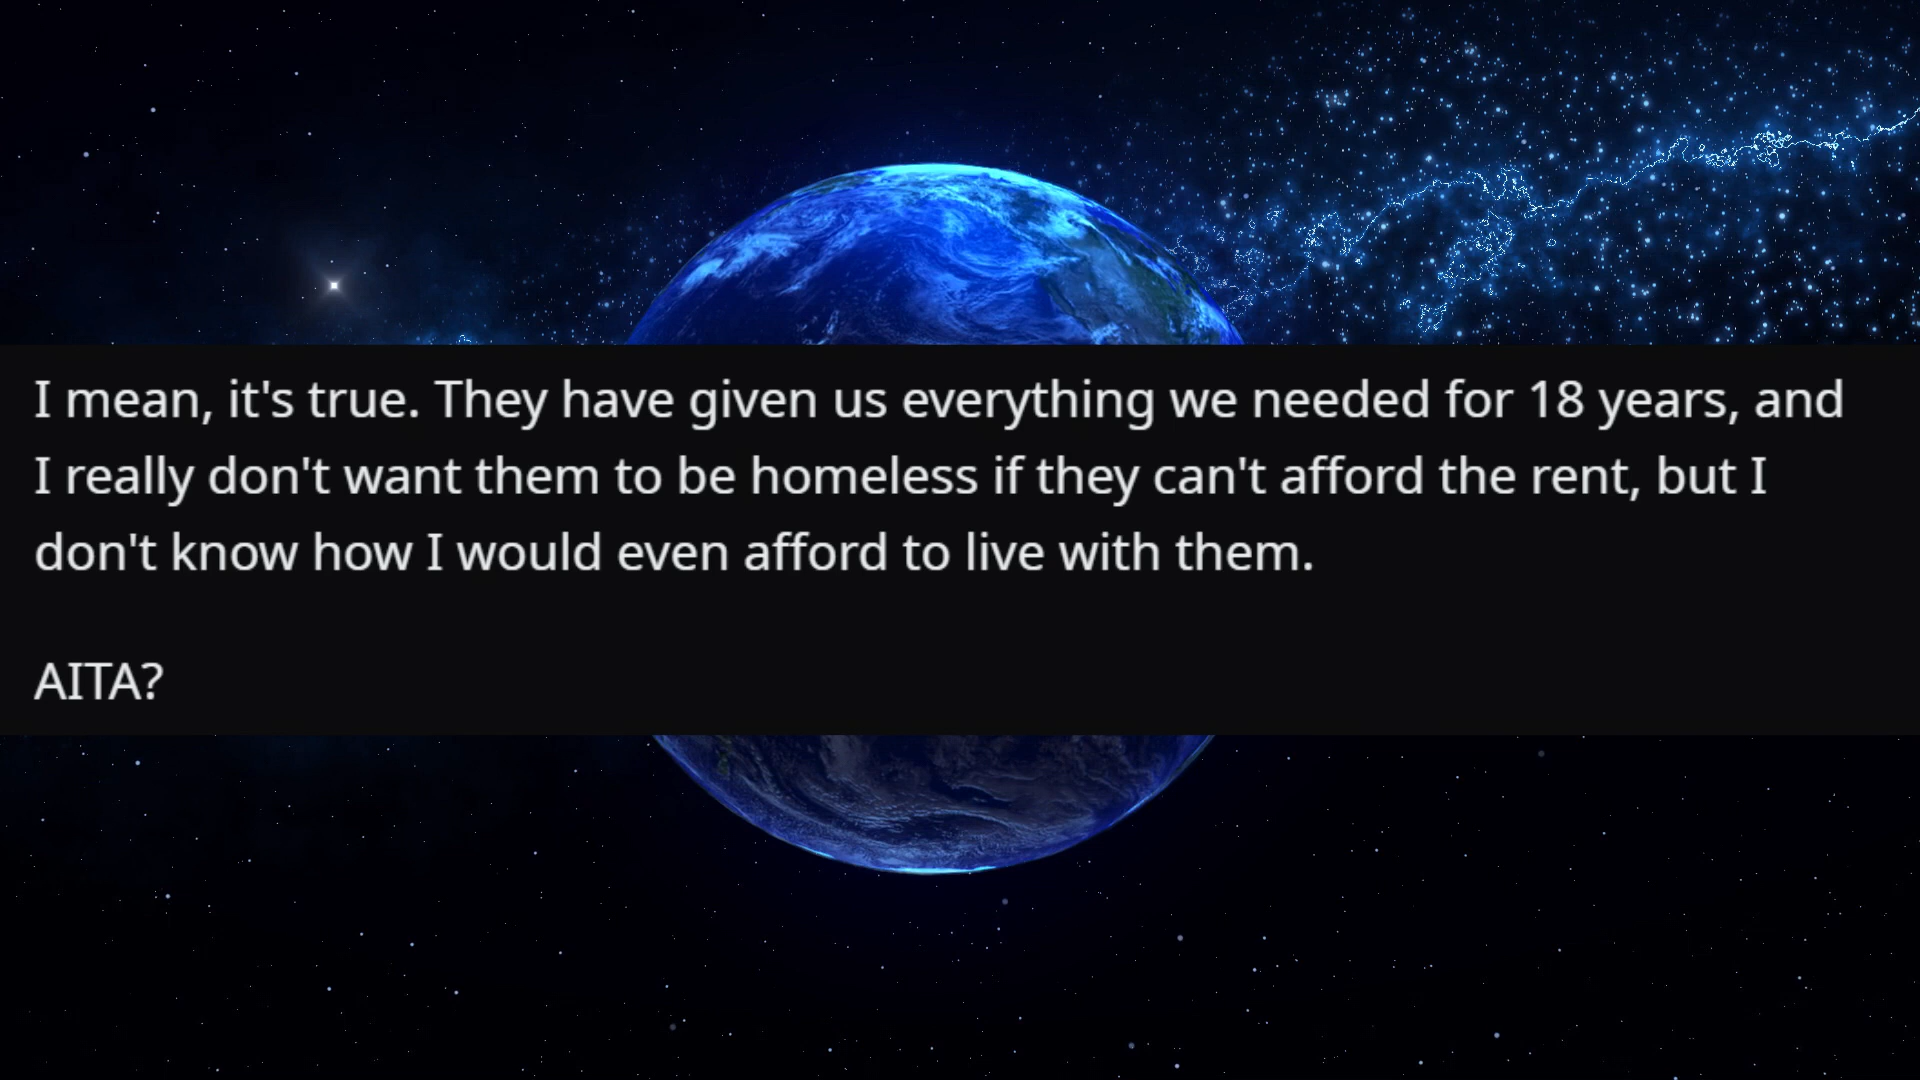 I mean, it's true. They have given us everything we needed for 18 years, and
I really don't want them to be homeless if they can't afford the rent, but I
don't know how I would even afford to live with them.
AITA?